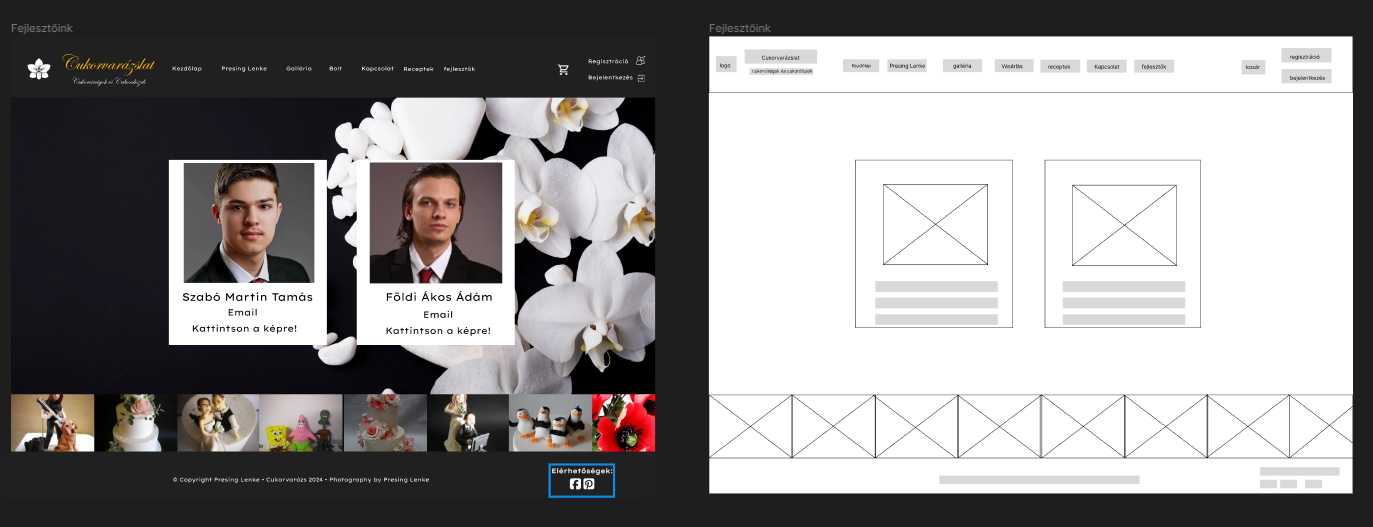 Fejlesztőink
Cukorvarázslat
Cukorvirágok és Cukordíszek
Kezdőlap
Presing Lenke
Galléria
Bolt
Kapcsolat
Receptek
fejlesztők
Regisztráció
Bejelentkezés
Szabó Martin Tamás
Email
Kattintson a képre!
Földi Ákos Ádám
Email
Kattintson a képre!
© Copyright Presing Lenke • Cukorvarázs 2024 • Photography by Presing Lenke
Elérhetőségek:
Fejlesztőink
logo
Cukorvarázslat
cukorvirágok és cukordíszek
Kezdőlap
Presing Lenke
galléria
Vásárlás
receptek
Kapcsolat
fejlesztők
kosár
regisztráció
bejelentkezés